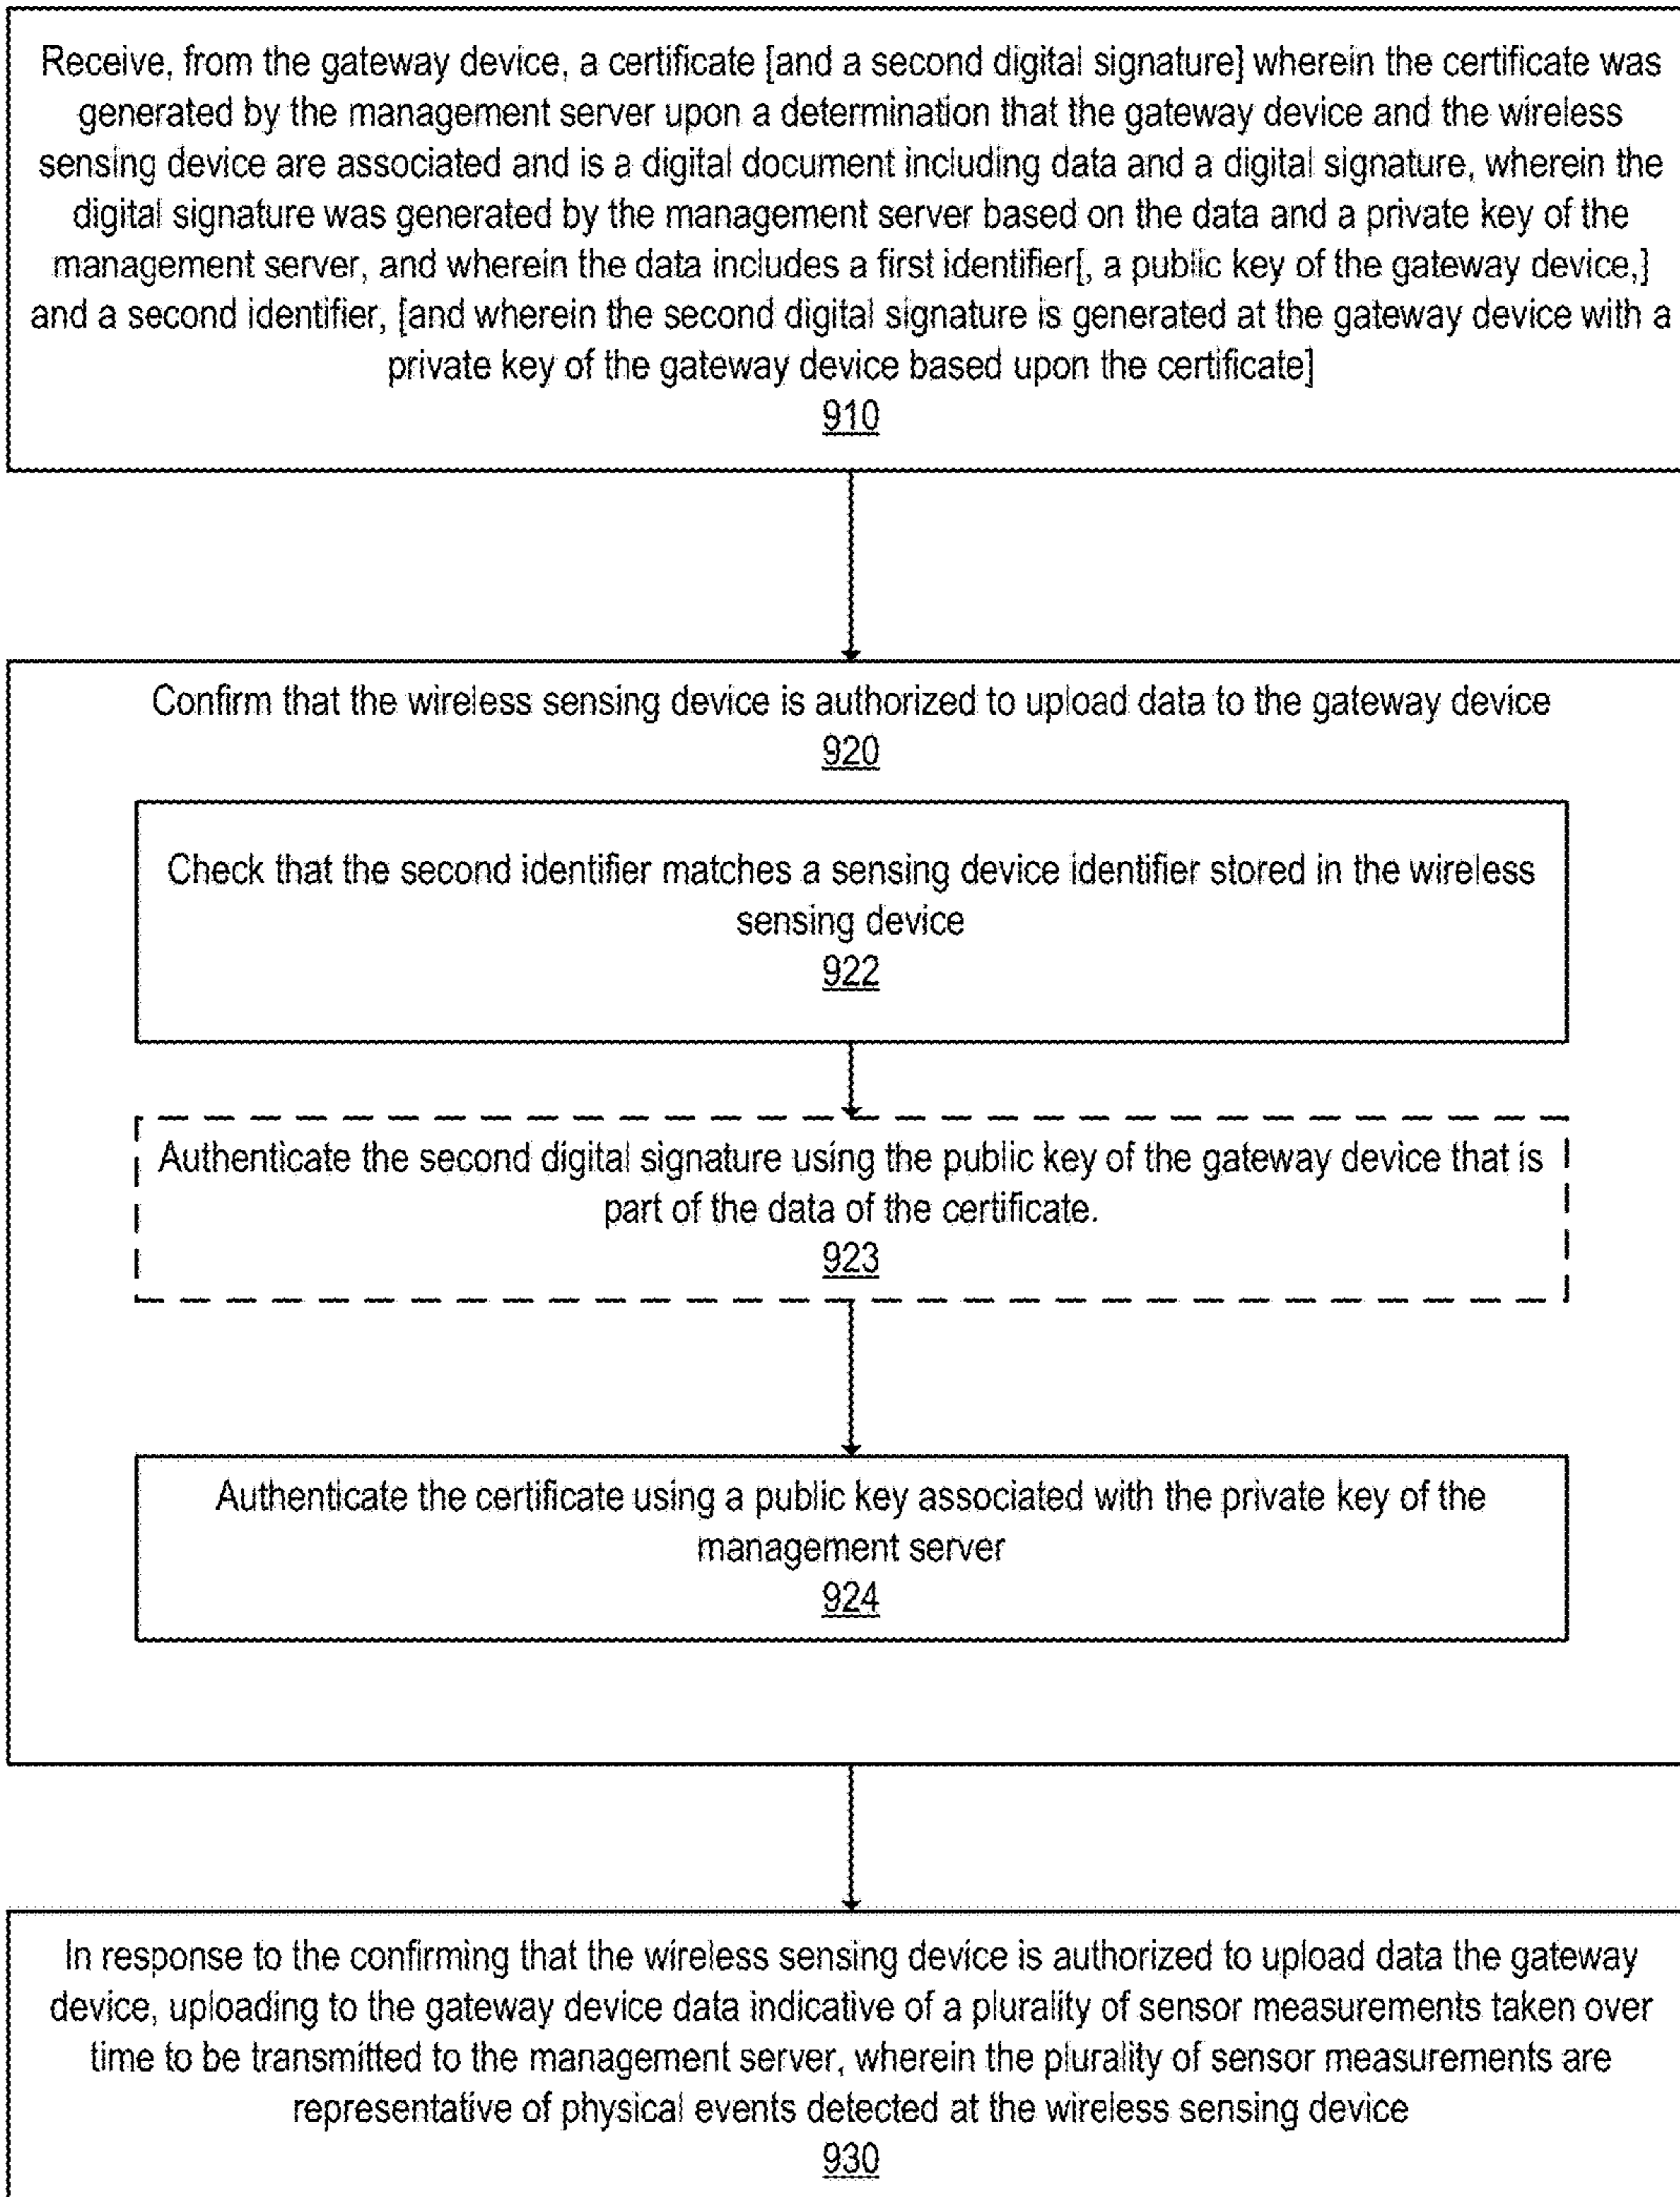 Receive, from the gateway device, a certificate [and a second digital signature] wherein the certificate was
generated by the management server upon a determination that the gateway device and the wireless
sensing device are associated and is a digital document including data and a digital signature, wherein the
digital signature was generated by the management server based on the data and a private key of the
management server, and wherein the data includes a first identifier[, a public key of the gateway device,]
and a second identifier, [and wherein the second digital signature is generated at the gateway device with a
private key of the gateway device based upon the certificate]
910
Confirm that the wireless sensing device is authorized to upload data to the gateway device
920
Check that the second identifier matches a sensing device identifier stored in the wireless
sensing device
922
Authenticate the second digital signature using the public key of the gateway device that is
part of the data of the certificate.
923
Authenticate the certificate using a public key associated with the private key of the
management server
924
In response to the confirming that the wireless sensing device is authorized to upload data the gateway
device, uploading to the gateway device data indicative of a plurality of sensor measurements taken over
time to be transmitted to the management server, wherein the plurality of sensor measurements are
representative of physical events detected at the wireless sensing device
930